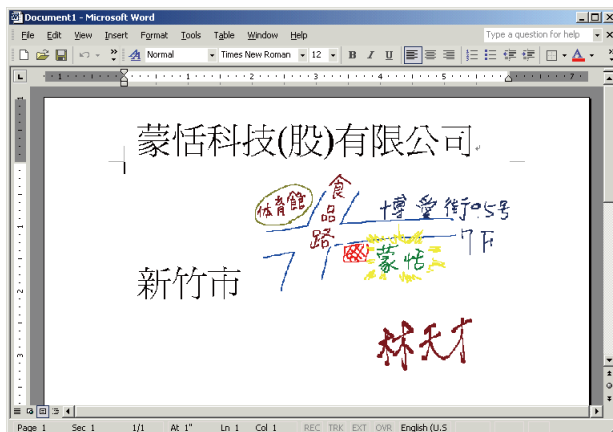 Document1 - Microsoft Word
File Edit View Insert Format Tools Table Window Help
Type a question for help
Normal Times New Roman 12 B I U
蒙恬科技(股)有限公司
体育館
食品路
博愛街95号
7F
蒙恬
新竹市
林天才
Page 1 Sec 1 1/1 At 1" Ln 1 Col 1 REC TRK EXT OVR English (U.S